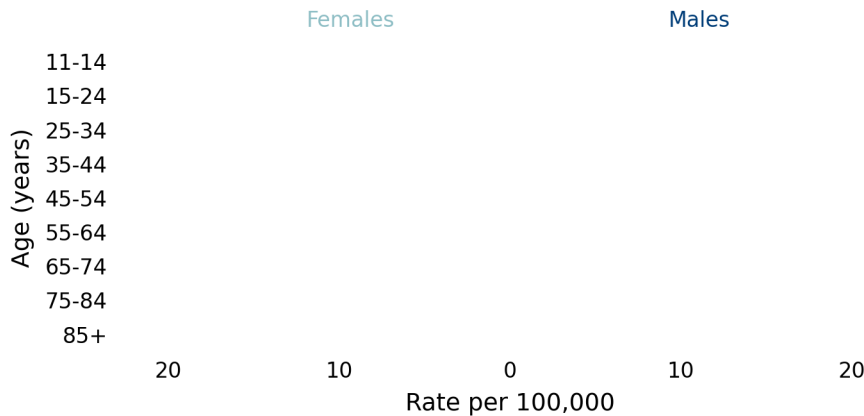 Females Males
Age (years)
11-14
15-24
25-34
35-44
45-54
55-64
65-74
75-84
85+
20 10 0 10 20
Rate per 100,000